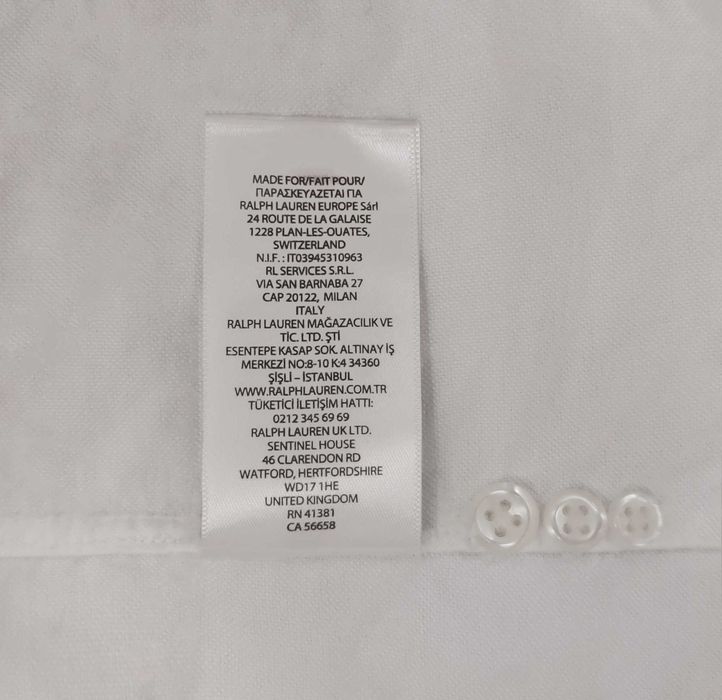 MADE FOR/FAIT POUR/
ΠΑΡΑΣΚΕΥΑΖΕΤΑΙ ΓΙΑ
RALPH LAUREN EUROPE Sárl
24 ROUTE DE LA GALAISE
1228 PLAN-LES-OUATES,
SWITZERLAND
N.I.F. : IT03945310963
RL SERVICES S.R.L.
VIA SAN BARNABA 27
CAP 20122, MILAN
ITALY
RALPH LAUREN MAĞAZACILIK VE
TİC. LTD. ŞTİ
ESENTEPE KASAP SOK. ALTINAY İŞ
MERKEZİ NO:8-10 K:4 34360
ŞİŞLİ – İSTANBUL
WWW.RALPHLAUREN.COM.TR
TÜKETİCİ İLETİŞİM HATTI:
0212 345 69 69
RALPH LAUREN UK LTD.
SENTINEL HOUSE
46 CLARENDON RD
WATFORD, HERTFORDSHIRE
WD17 1HE
UNITED KINGDOM
RN 41381
CA 56658